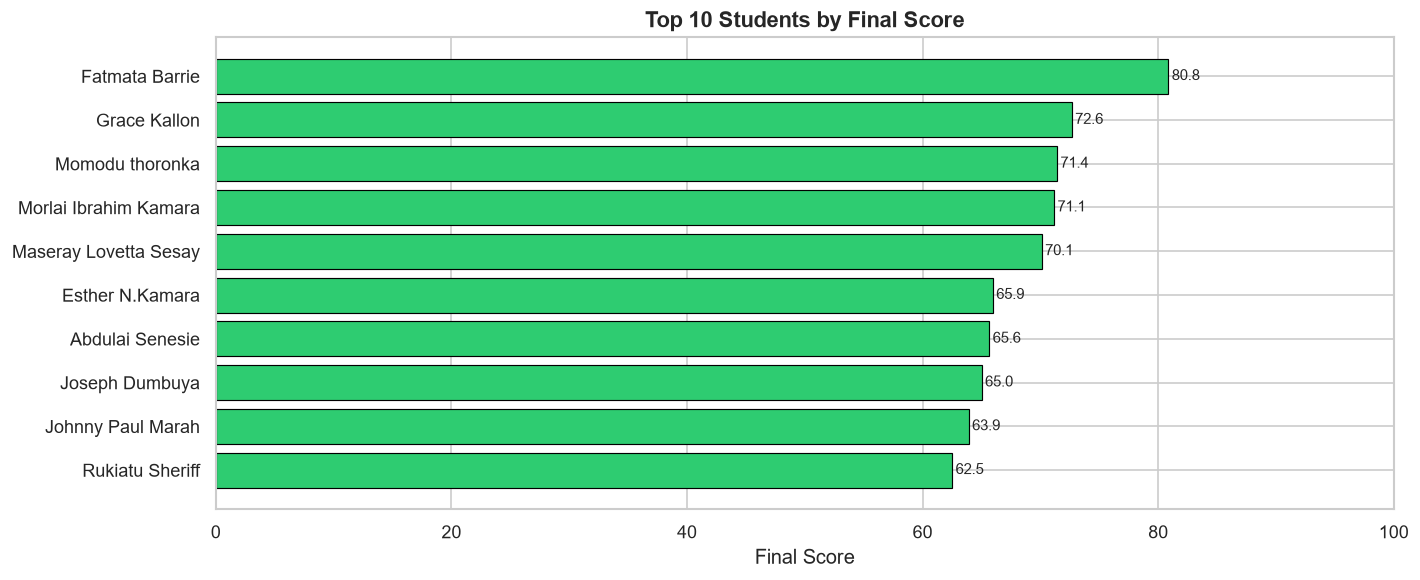 Top 10 Students by Final Score
Fatmata Barrie 80.8
Grace Kallon 72.6
Momodu thoronka 71.4
Morlai Ibrahim Kamara 71.1
Maseray Lovetta Sesay 70.1
Esther N.Kamara 65.9
Abdulai Senesie 65.6
Joseph Dumbuya 65.0
Johnny Paul Marah 63.9
Rukiatu Sheriff 62.5
0 20 40 60 80 100
Final Score